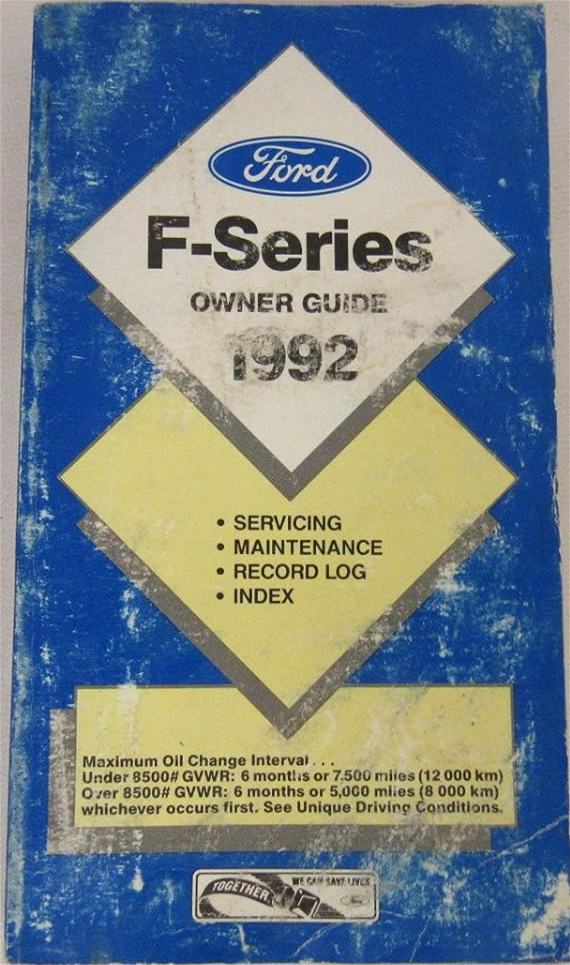 Ford
F-Series
OWNER GUIDE
1992
• SERVICING
• MAINTENANCE
• RECORD LOG
• INDEX
Maximum Oil Change Interval . . .
Under 8500# GVWR: 6 months or 7,500 miles (12 000 km)
Over 8500# GVWR: 6 months or 5,000 miles (8 000 km)
whichever occurs first. See Unique Driving Conditions.
TOGETHER
WE CAN SAVE LIVES
Ford